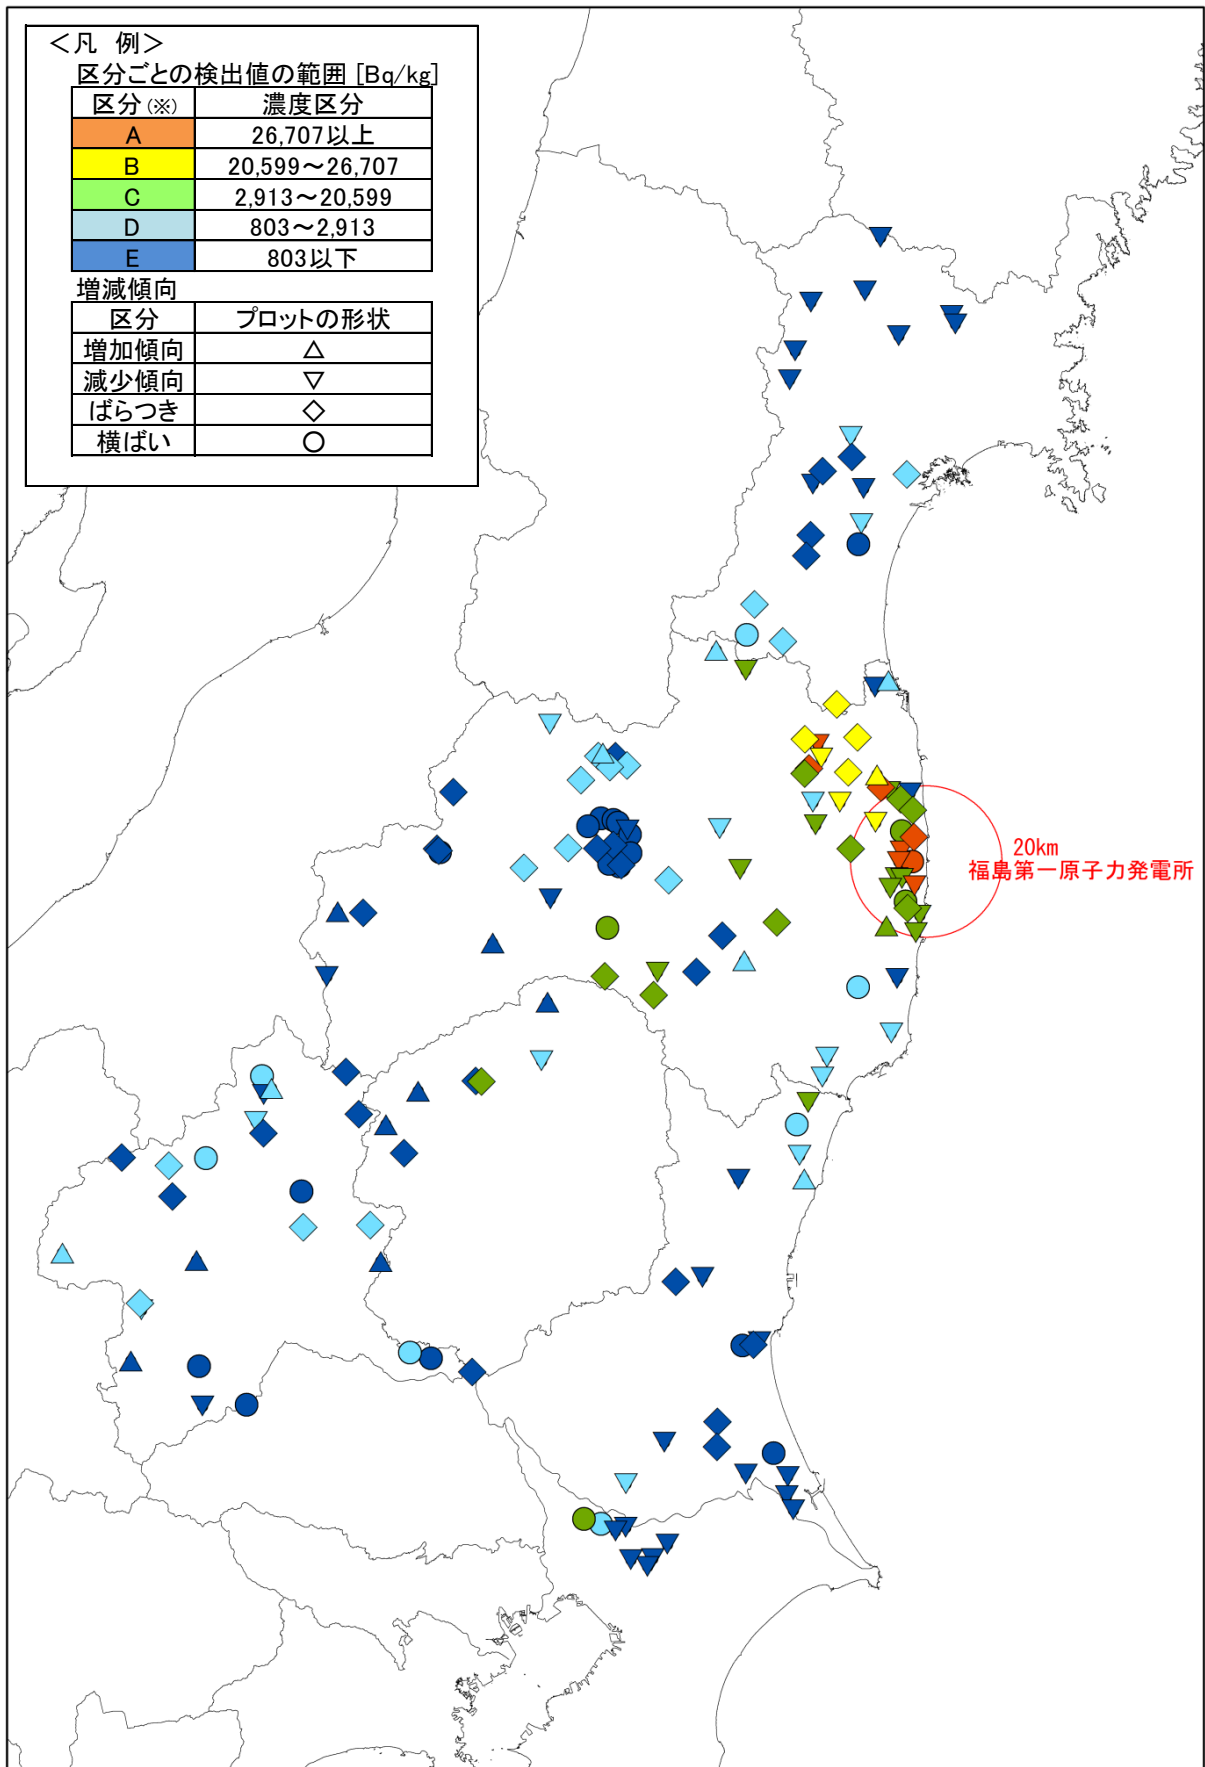 ＜凡 例＞
区分ごとの検出値の範囲 [Bq/kg]
区分(※) 濃度区分
A 26,707以上
B 20,599～26,707
C 2,913～20,599
D 803～2,913
E 803以下
増減傾向
区分 プロットの形状
増加傾向 △
減少傾向 ▽
ばらつき ◇
横ばい ○
20km
福島第一原子力発電所